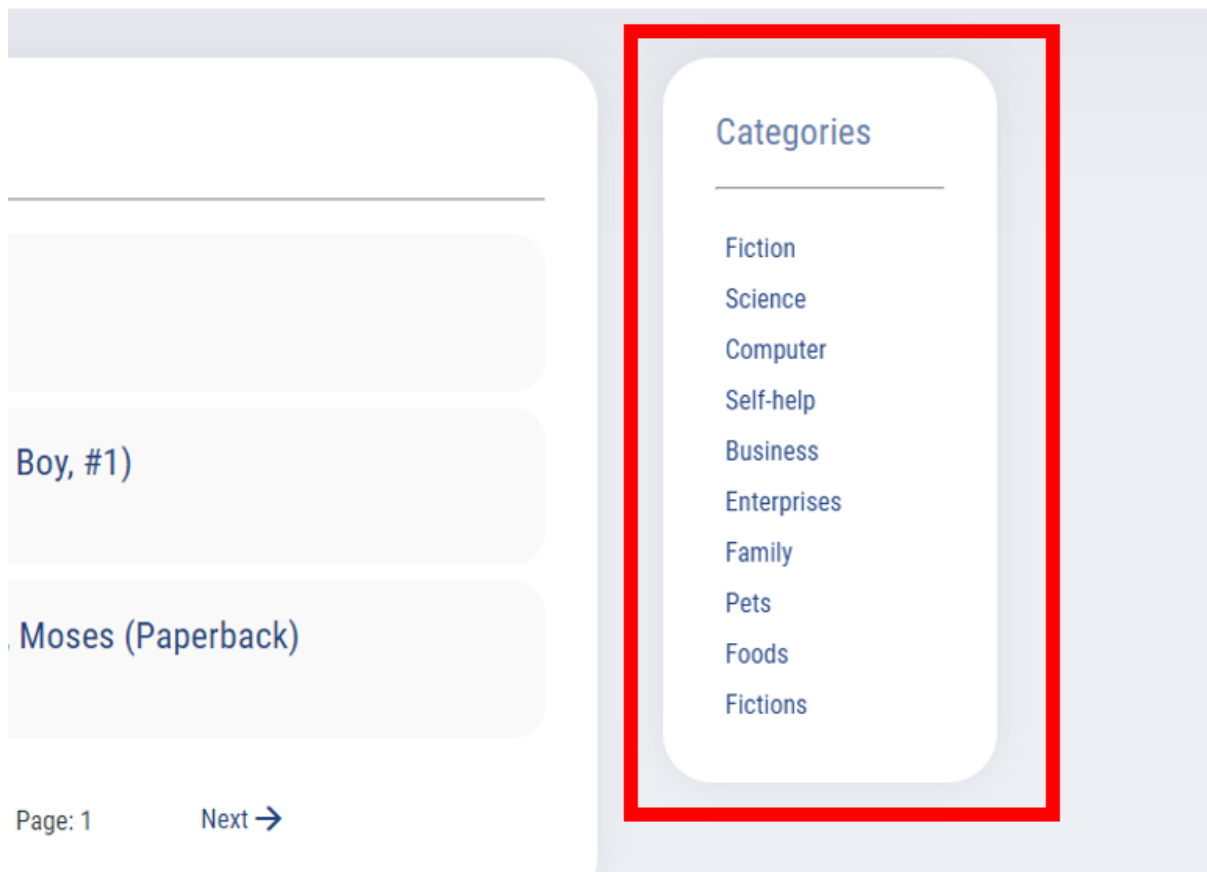 Boy, #1)
, Moses (Paperback)
Page: 1 Next
Categories
Fiction
Science
Computer
Self-help
Business
Enterprises
Family
Pets
Foods
Fictions